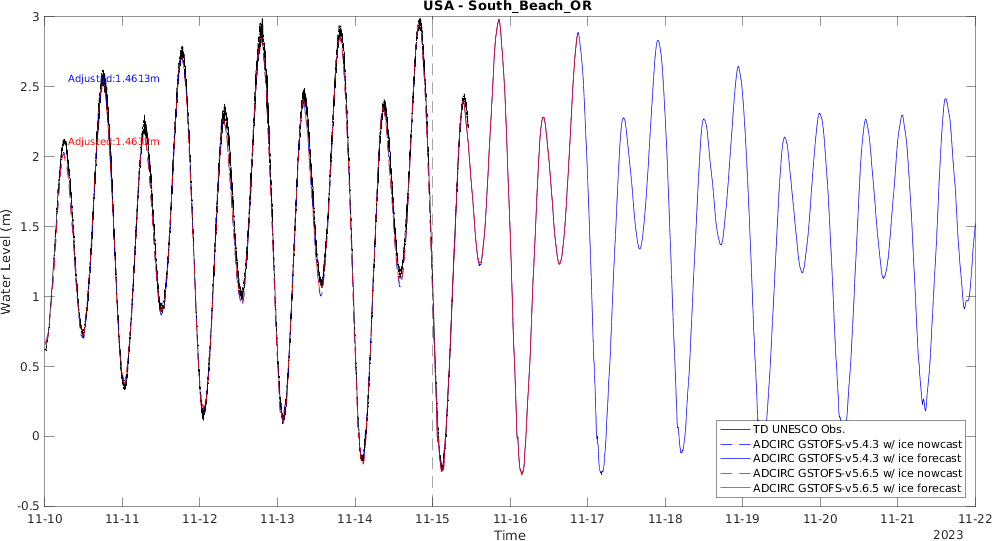 USA - South_Beach_OR
Water Level (m)
3
2.5
2
1.5
1
0.5
0
-0.5
Adjusted:1.4613m
TD UNESCO Obs.
ADCIRC GSTOFS-v5.4.3 w/ ice nowcast
ADCIRC GSTOFS-v5.4.3 w/ ice forecast
ADCIRC GSTOFS-v5.6.5 w/ ice nowcast
ADCIRC GSTOFS-v5.6.5 w/ ice forecast
11-10 11-11 11-12 11-13 11-14 11-15 11-16 11-17 11-18 11-19 11-20 11-21 11-22
Time
2023